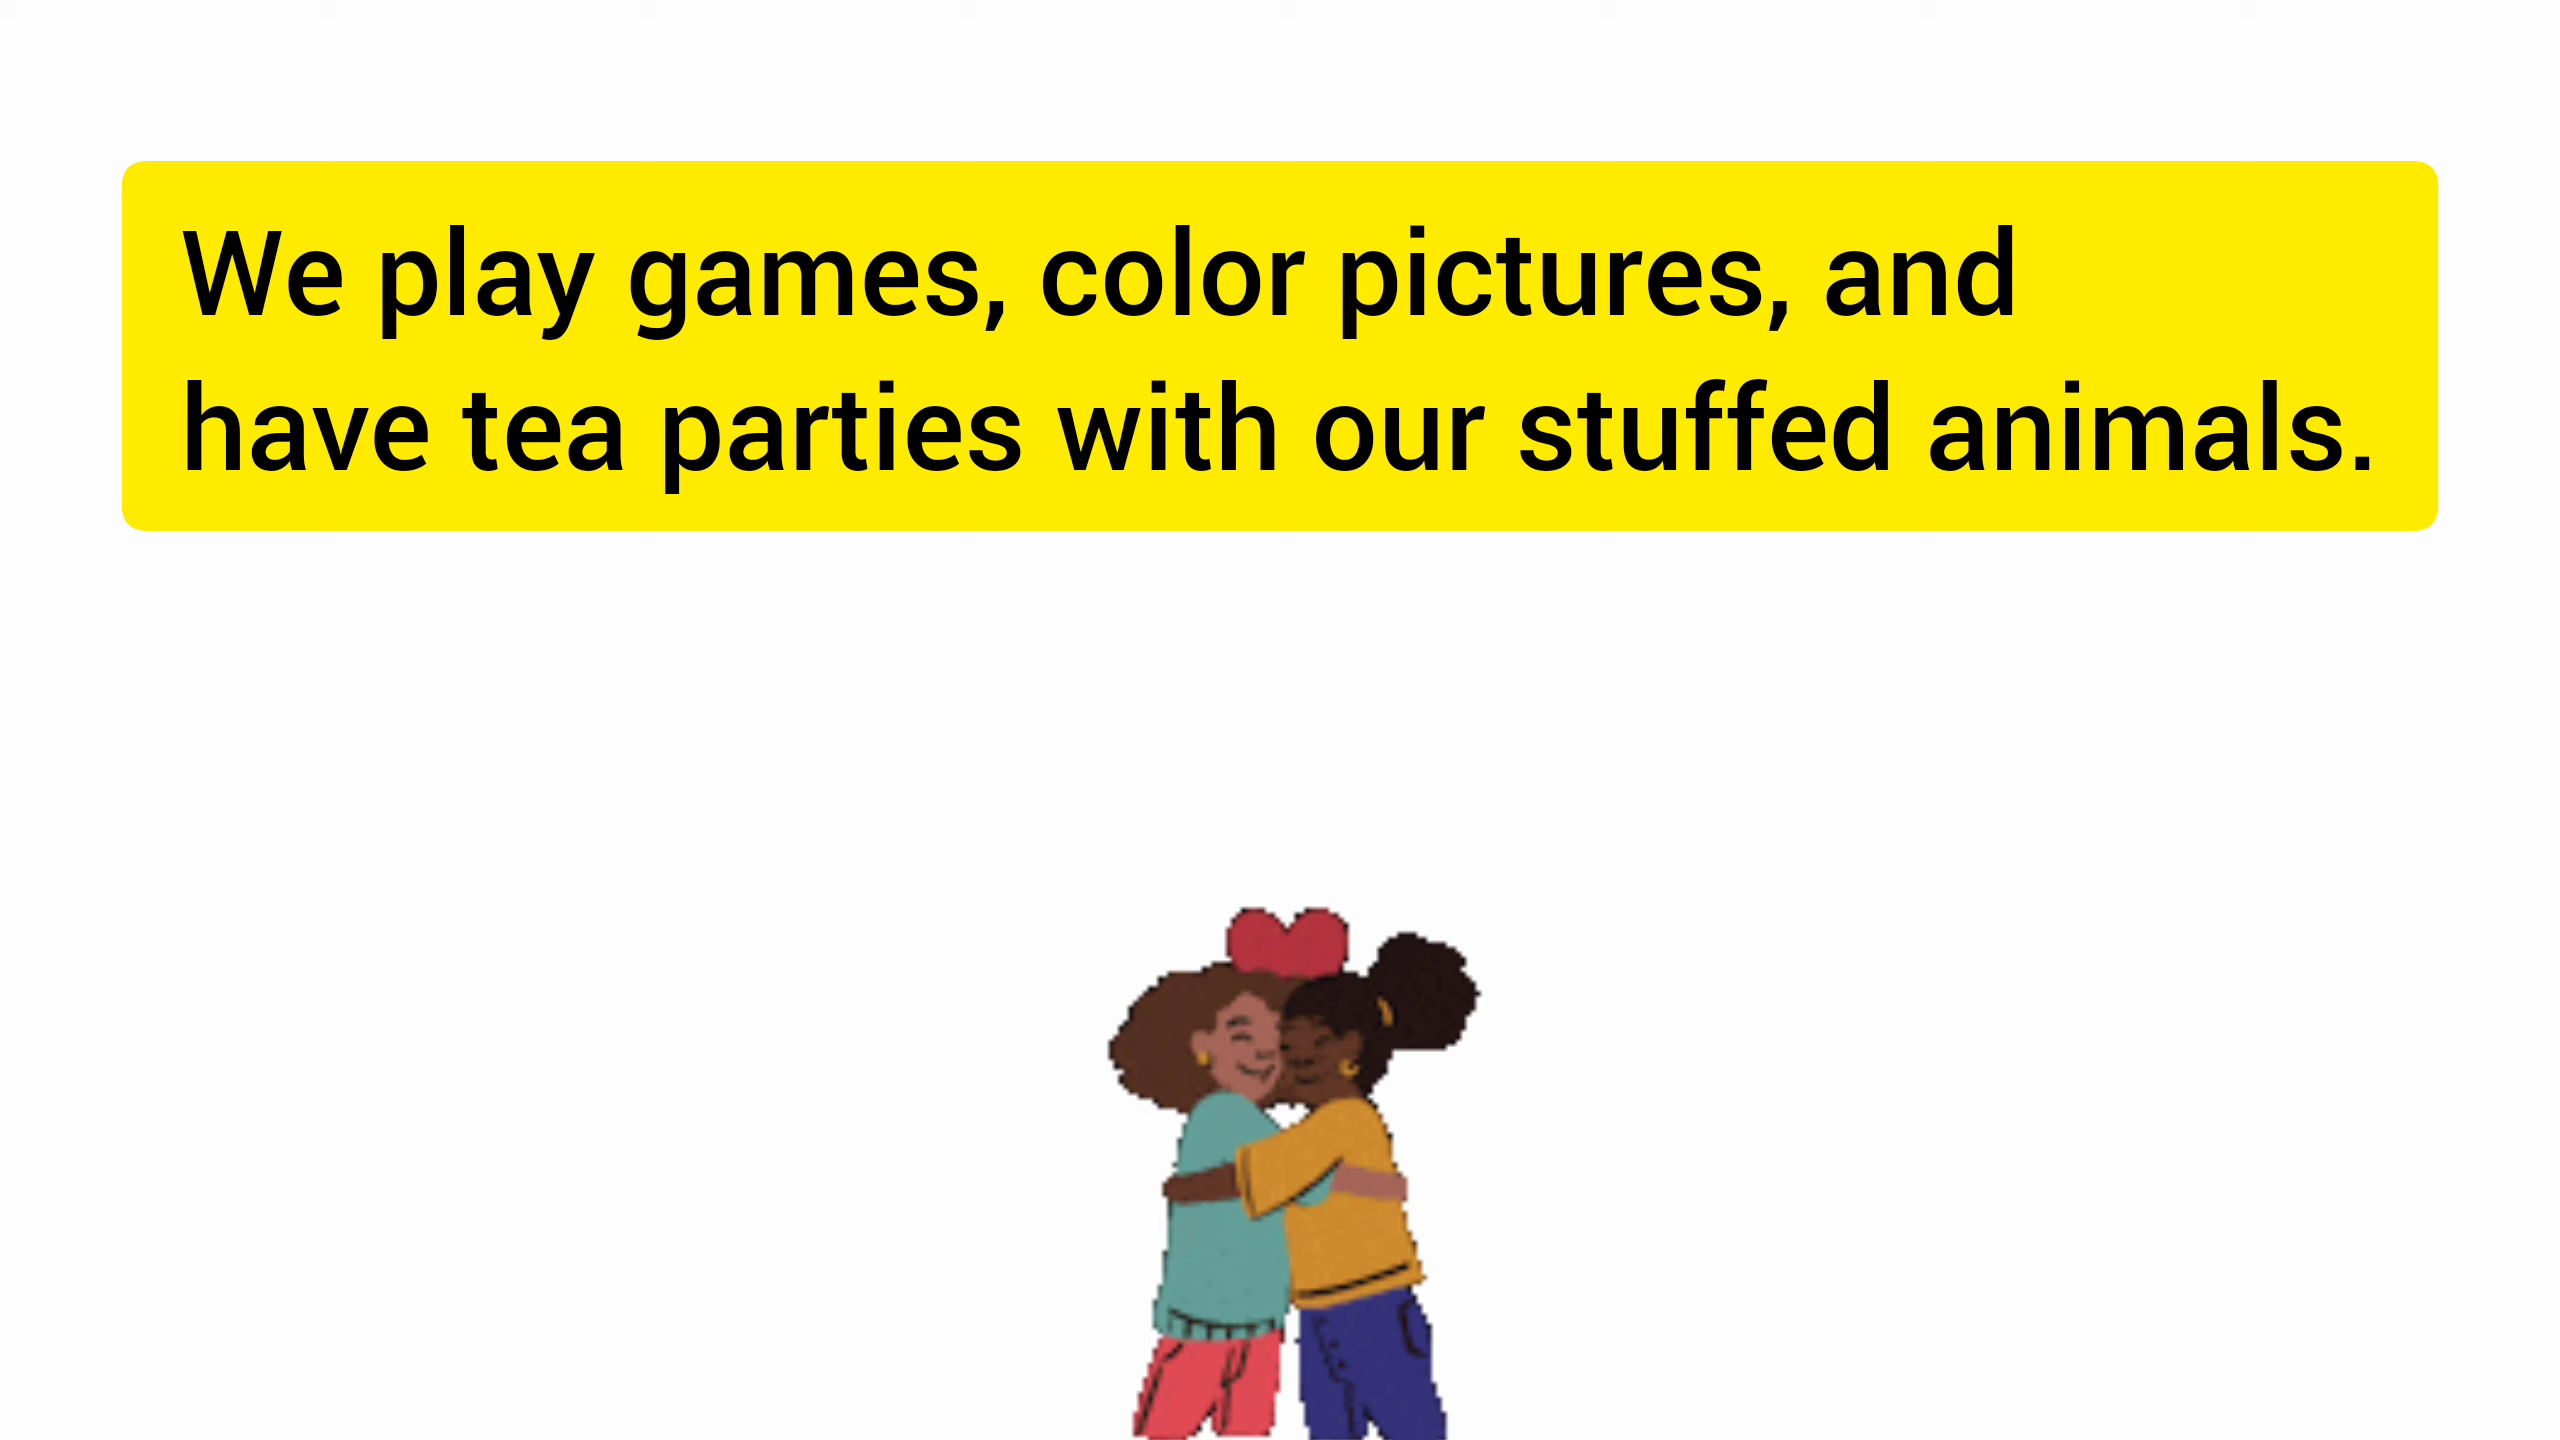 We play games, color pictures, and
have tea parties with our stuffed animals.